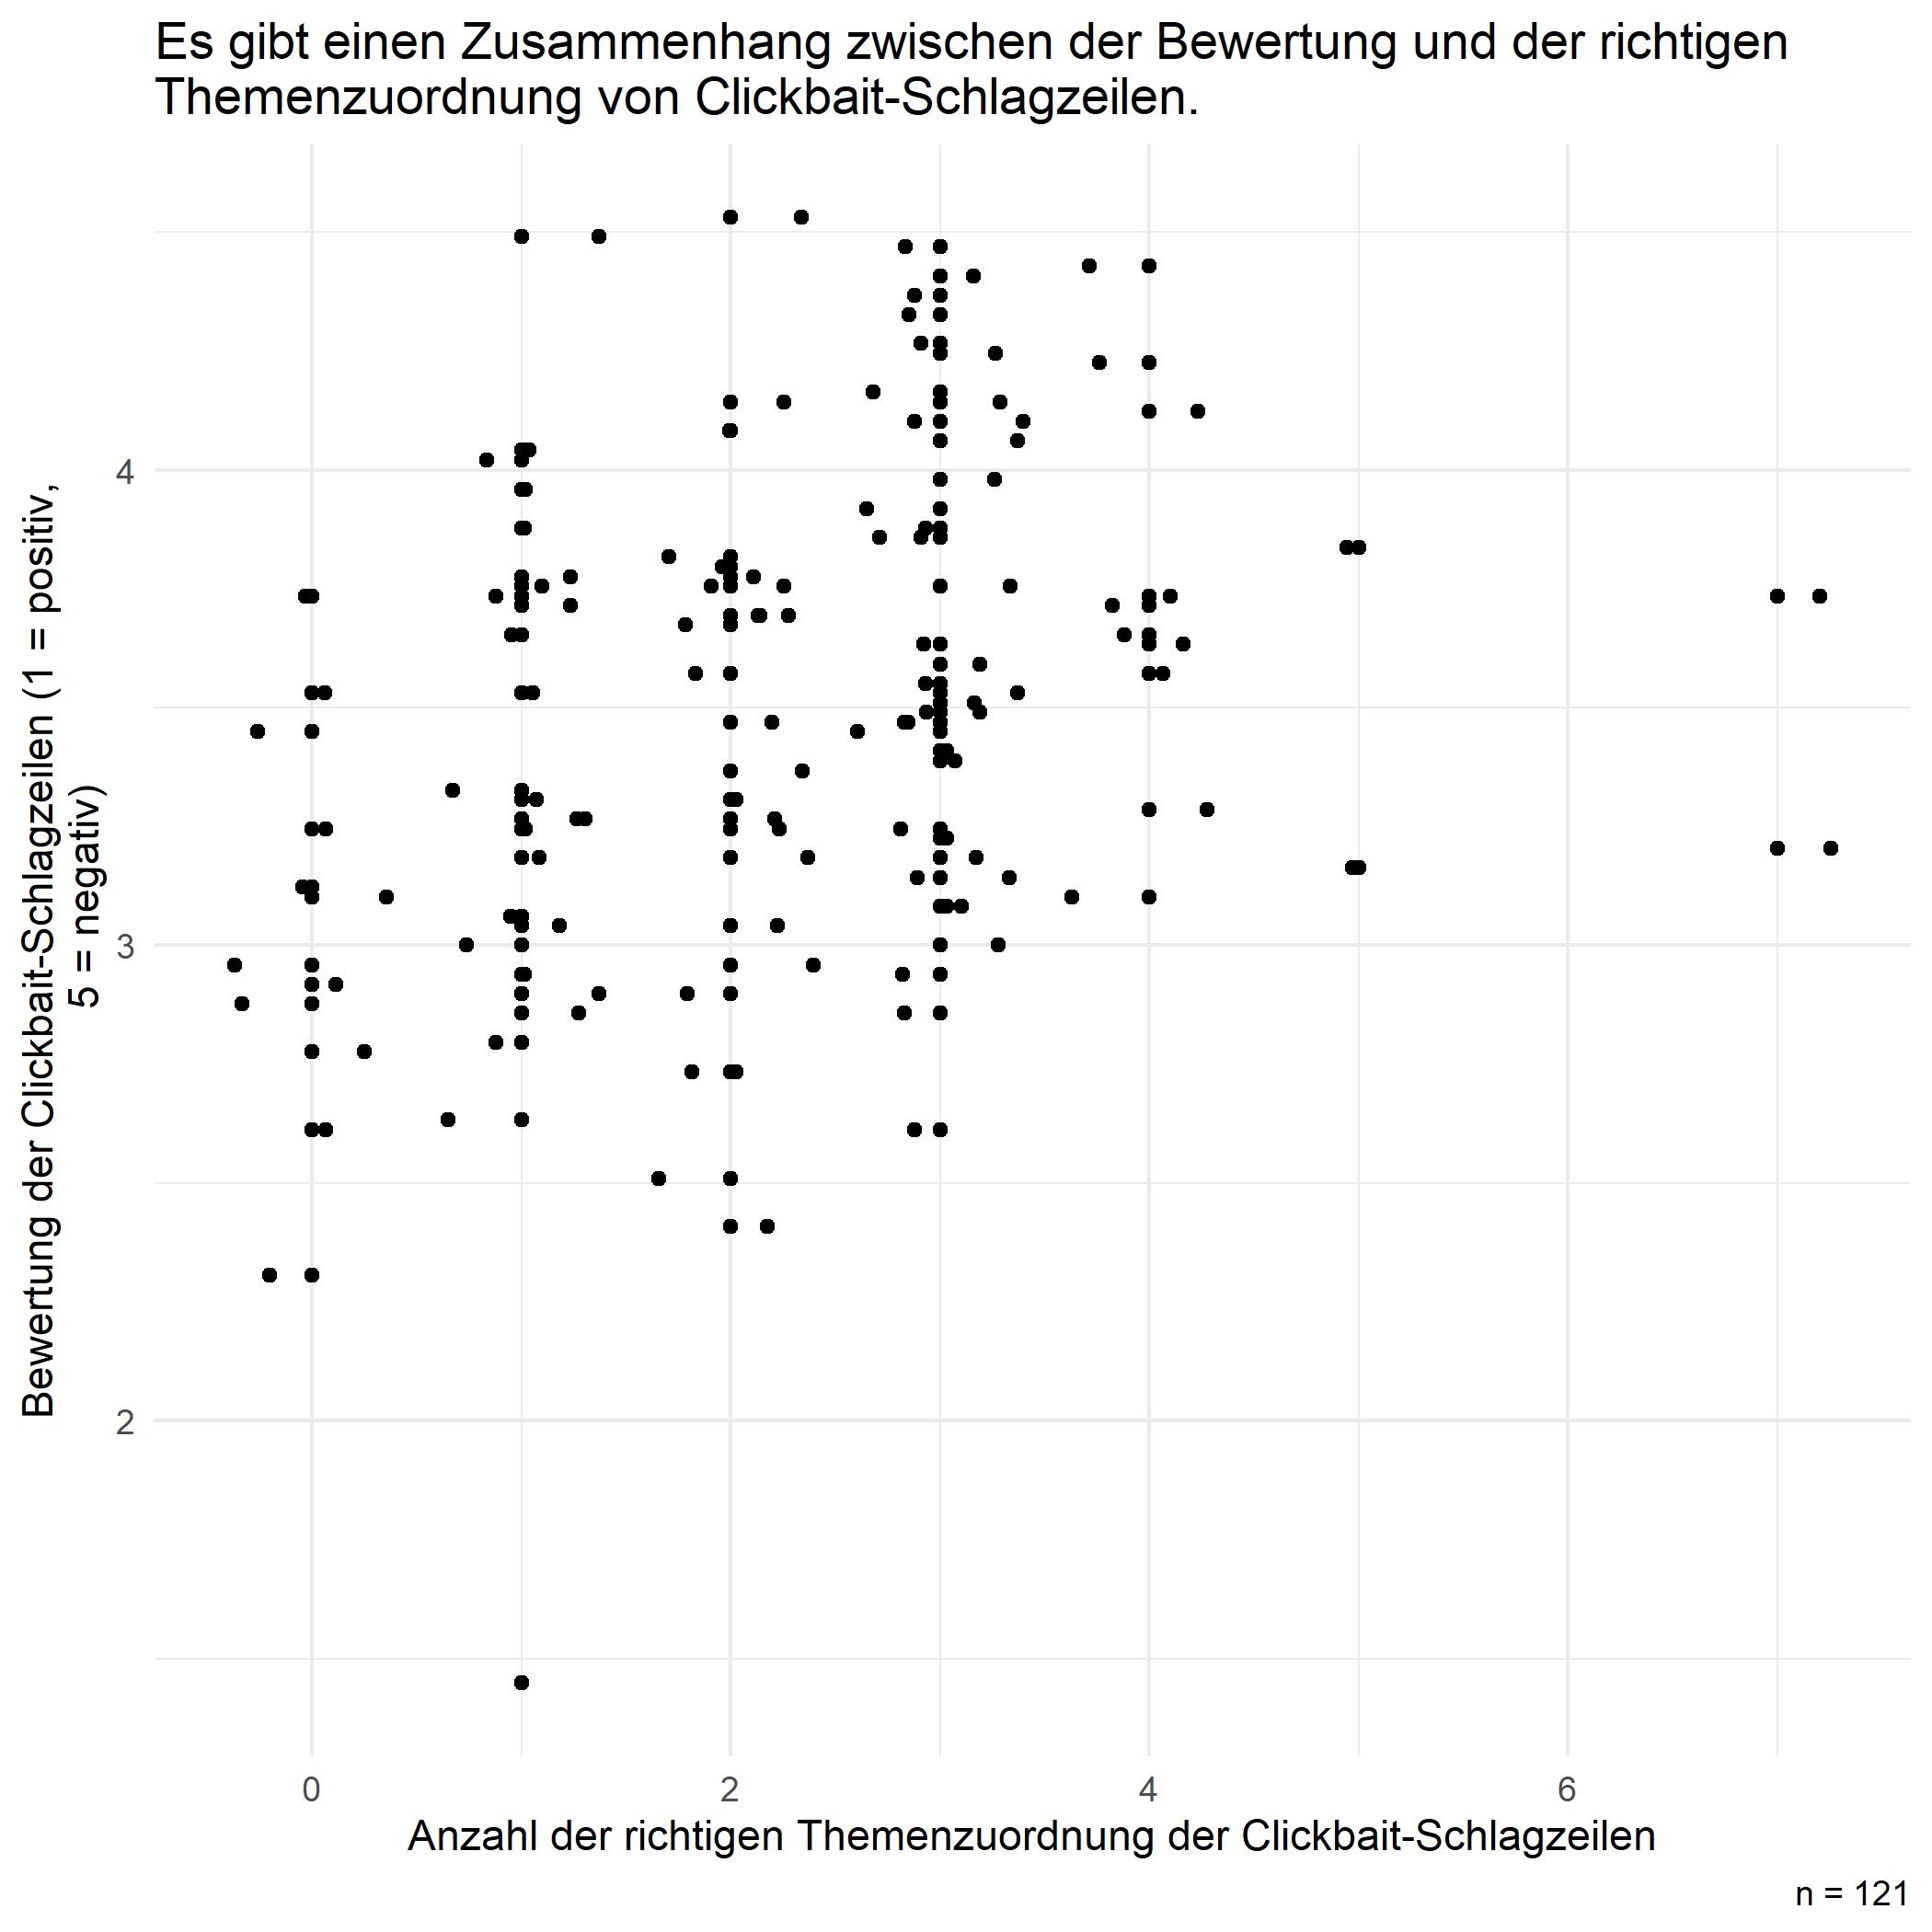 Es gibt einen Zusammenhang zwischen der Bewertung und der richtigen
Themenzuordnung von Clickbait-Schlagzeilen.
Bewertung der Clickbait-Schlagzeilen (1 = positiv,
5 = negativ)
4
3
2
0 2 4 6
Anzahl der richtigen Themenzuordnung der Clickbait-Schlagzeilen
n = 121